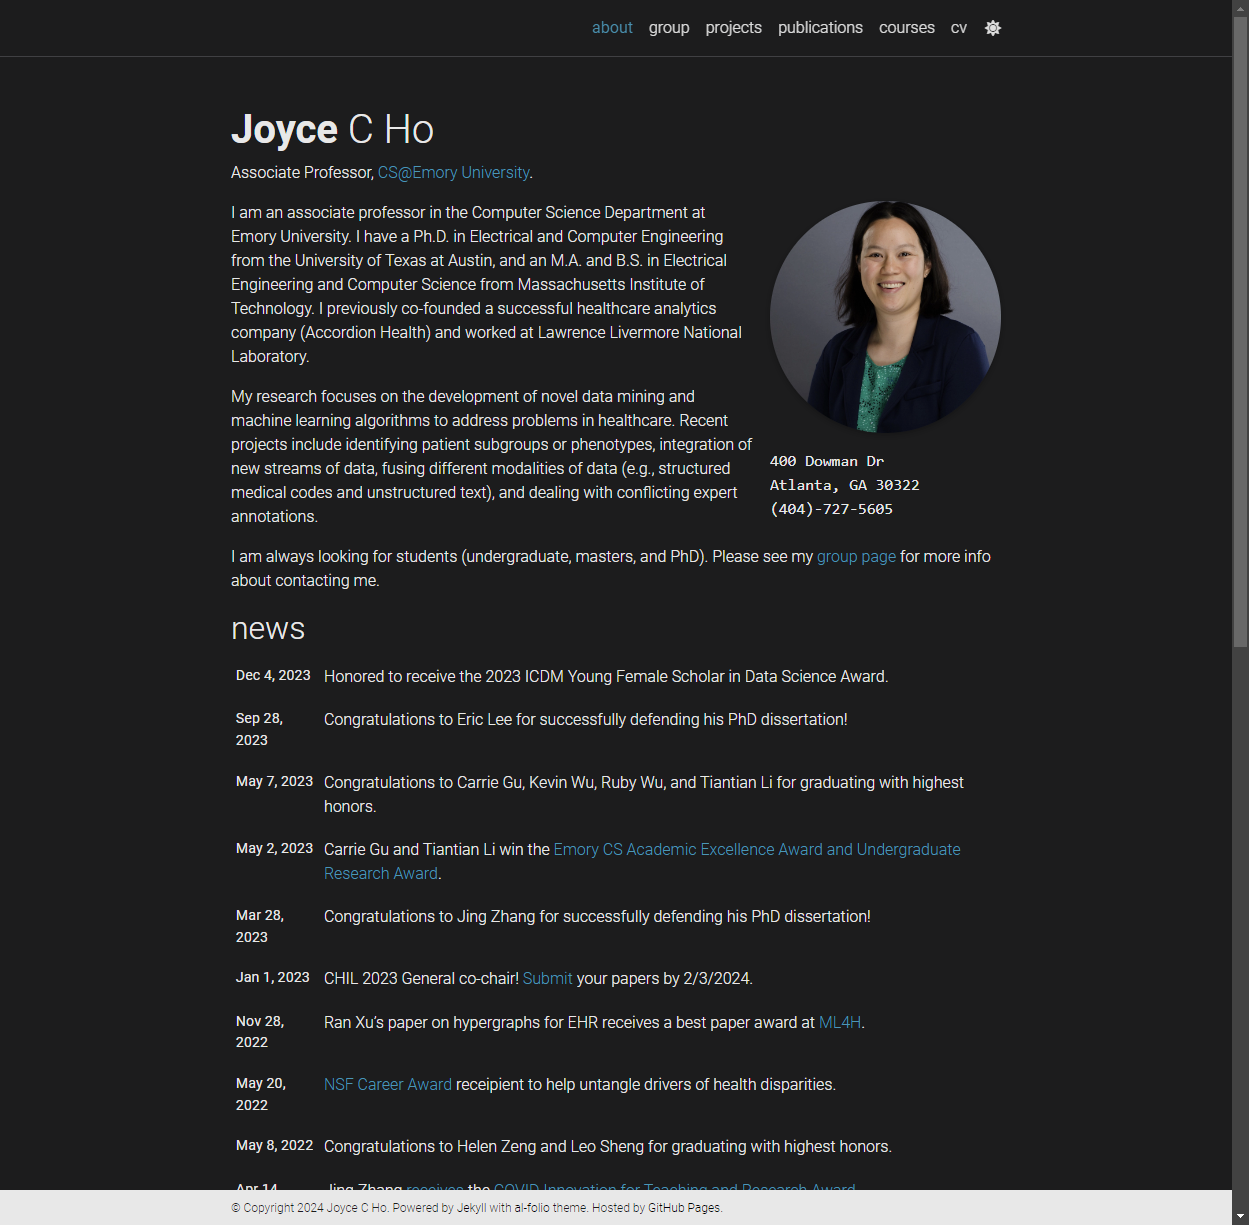 about group projects publications courses cv
Joyce C Ho
Associate Professor, CS@Emory University.
I am an associate professor in the Computer Science Department at
Emory University. I have a Ph.D. in Electrical and Computer Engineering
from the University of Texas at Austin, and an M.A. and B.S. in Electrical
Engineering and Computer Science from Massachusetts Institute of
Technology. I previously co-founded a successful healthcare analytics
company (Accordion Health) and worked at Lawrence Livermore National
Laboratory.
My research focuses on the development of novel data mining and
machine learning algorithms to address problems in healthcare. Recent
projects include identifying patient subgroups or phenotypes, integration of
new streams of data, fusing different modalities of data (e.g., structured
medical codes and unstructured text), and dealing with conflicting expert
annotations.
400 Dowman Dr
Atlanta, GA 30322
(404)-727-5605
I am always looking for students (undergraduate, masters, and PhD). Please see my group page for more info
about contacting me.
news
Dec 4, 2023 Honored to receive the 2023 ICDM Young Female Scholar in Data Science Award.
Sep 28, Congratulations to Eric Lee for successfully defending his PhD dissertation!
2023
May 7, 2023 Congratulations to Carrie Gu, Kevin Wu, Ruby Wu, and Tiantian Li for graduating with highest
honors.
May 2, 2023 Carrie Gu and Tiantian Li win the Emory CS Academic Excellence Award and Undergraduate
Research Award.
Mar 28, Congratulations to Jing Zhang for successfully defending his PhD dissertation!
2023
Jan 1, 2023 CHIL 2023 General co-chair! Submit your papers by 2/3/2024.
Nov 28, Ran Xu’s paper on hypergraphs for EHR receives a best paper award at ML4H.
2022
May 20, NSF Career Award receipient to help untangle drivers of health disparities.
2022
May 8, 2022 Congratulations to Helen Zeng and Leo Sheng for graduating with highest honors.
Apr 14, Jing Zhang receives the COVID Innovation for Teaching and Research Award.
© Copyright 2024 Joyce C Ho. Powered by Jekyll with al-folio theme. Hosted by GitHub Pages.